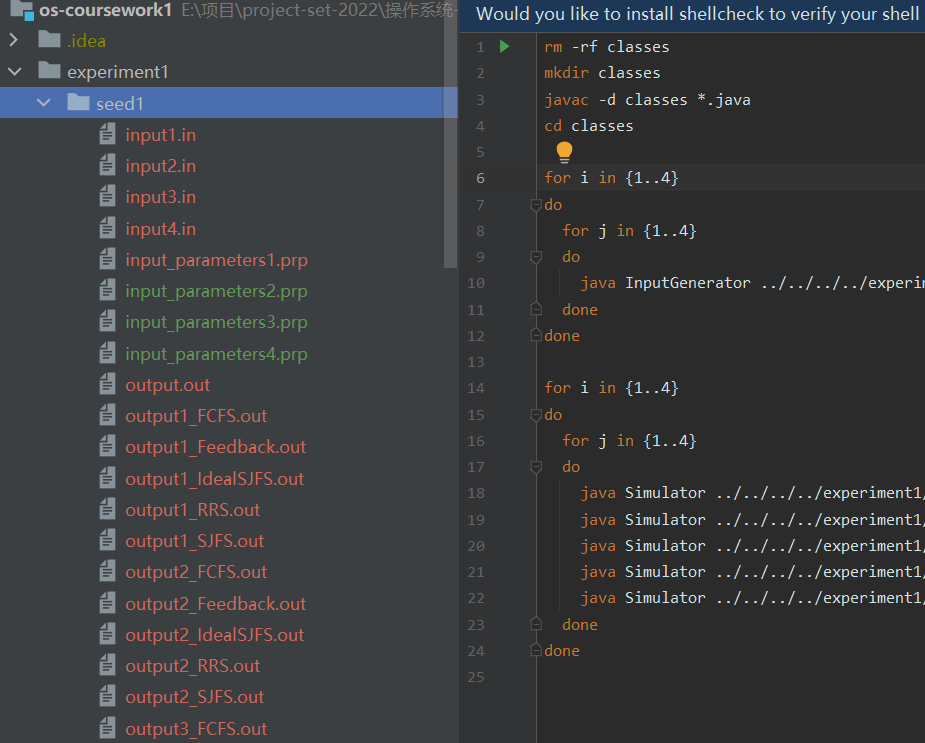 os-coursework1 E:\项目\project-set-2022\操作系统-
.idea
experiment1
seed1
input1.in
input2.in
input3.in
input4.in
input_parameters1.prp
input_parameters2.prp
input_parameters3.prp
input_parameters4.prp
output.out
output1_FCFS.out
output1_Feedback.out
output1_IdealSJFS.out
output1_RRS.out
output1_SJFS.out
output2_FCFS.out
output2_Feedback.out
output2_IdealSJFS.out
output2_RRS.out
output2_SJFS.out
output3_FCFS.out
Would you like to install shellcheck to verify your shell
1 rm -rf classes
2 mkdir classes
3 javac -d classes *.java
4 cd classes
5
6 for i in {1..4}
7 do
8 for j in {1..4}
9 do
10 java InputGenerator ../../../../experin
11 done
12 done
13
14 for i in {1..4}
15 do
16 for j in {1..4}
17 do
18 java Simulator ../../../../experiment1/
19 java Simulator ../../../../experiment1/
20 java Simulator ../../../../experiment1/
21 java Simulator ../../../../experiment1/
22 java Simulator ../../../../experiment1/
23 done
24 done
25